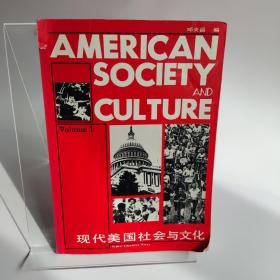 邓炎昌 编
AMERICAN
SOCIETY
AND
CULTURE
Volume 1
现代美国社会与文化
Higher Education Press